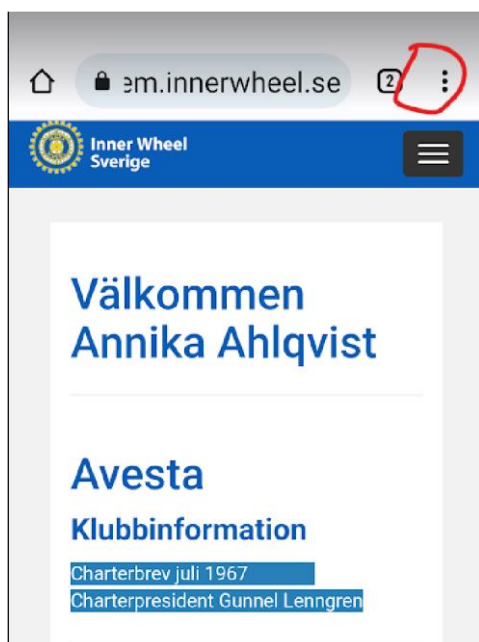 em.innerwheel.se
2
Inner Wheel
Sverige
Välkommen
Annika Ahlqvist
Avesta
Klubbinformation
Charterbrev juli 1967
Charterpresident Gunnel Lenngren